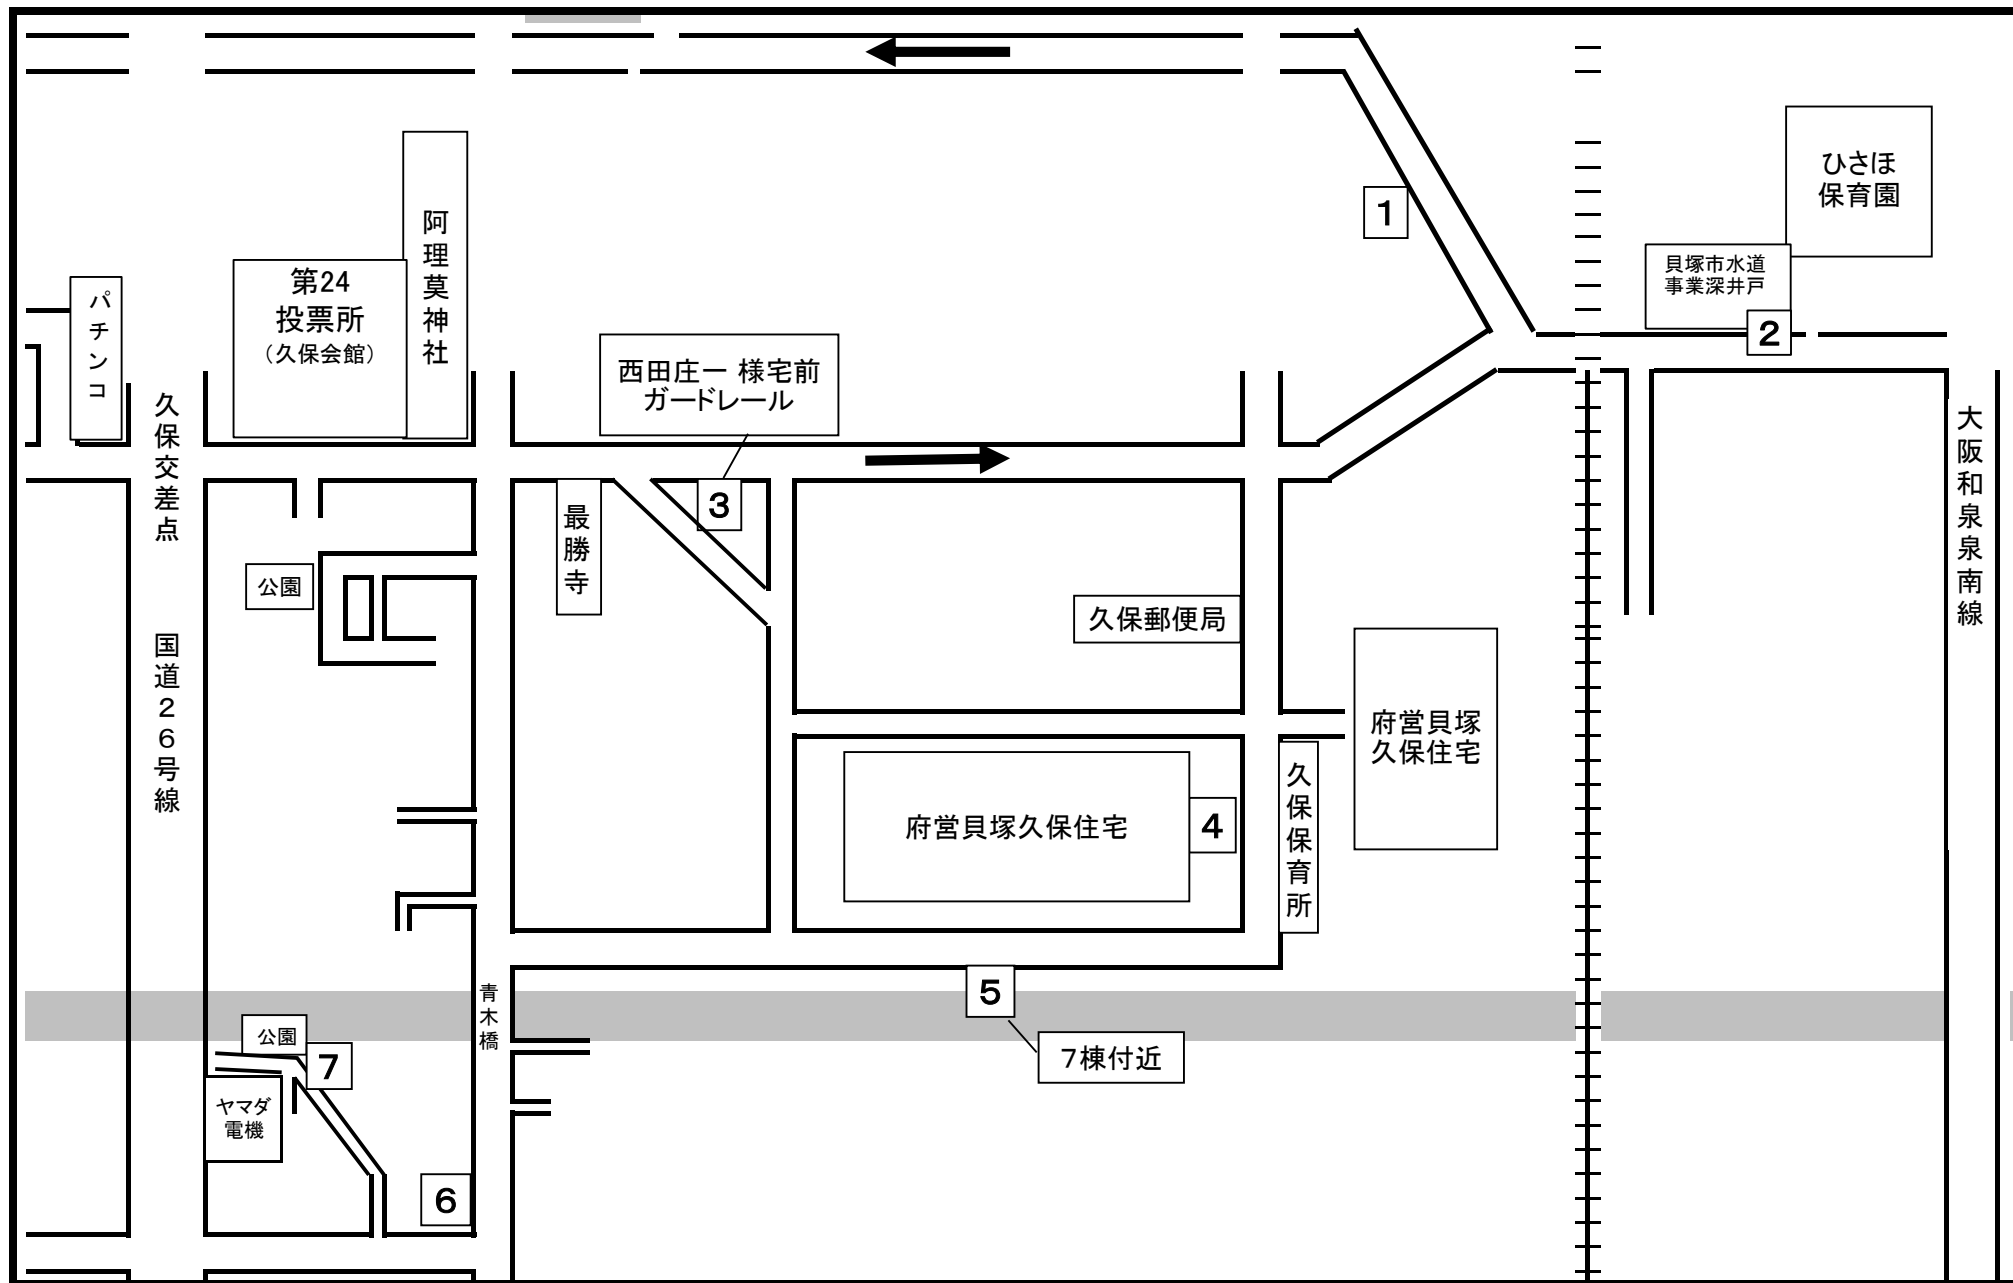 ひさほ
保育園
1
阿理莫神社
貝塚市水道
事業深井戸
2
第24
投票所
（久保会館）
パチンコ
西田庄一 様宅前
ガードレール
久保交差点
大阪和泉泉南線
3
最勝寺
公園
久保郵便局
国道２６号線
府営貝塚
久保住宅
府営貝塚久保住宅
4
久保保育所
青木橋
5
7棟付近
公園
7
ヤマダ
電機
6